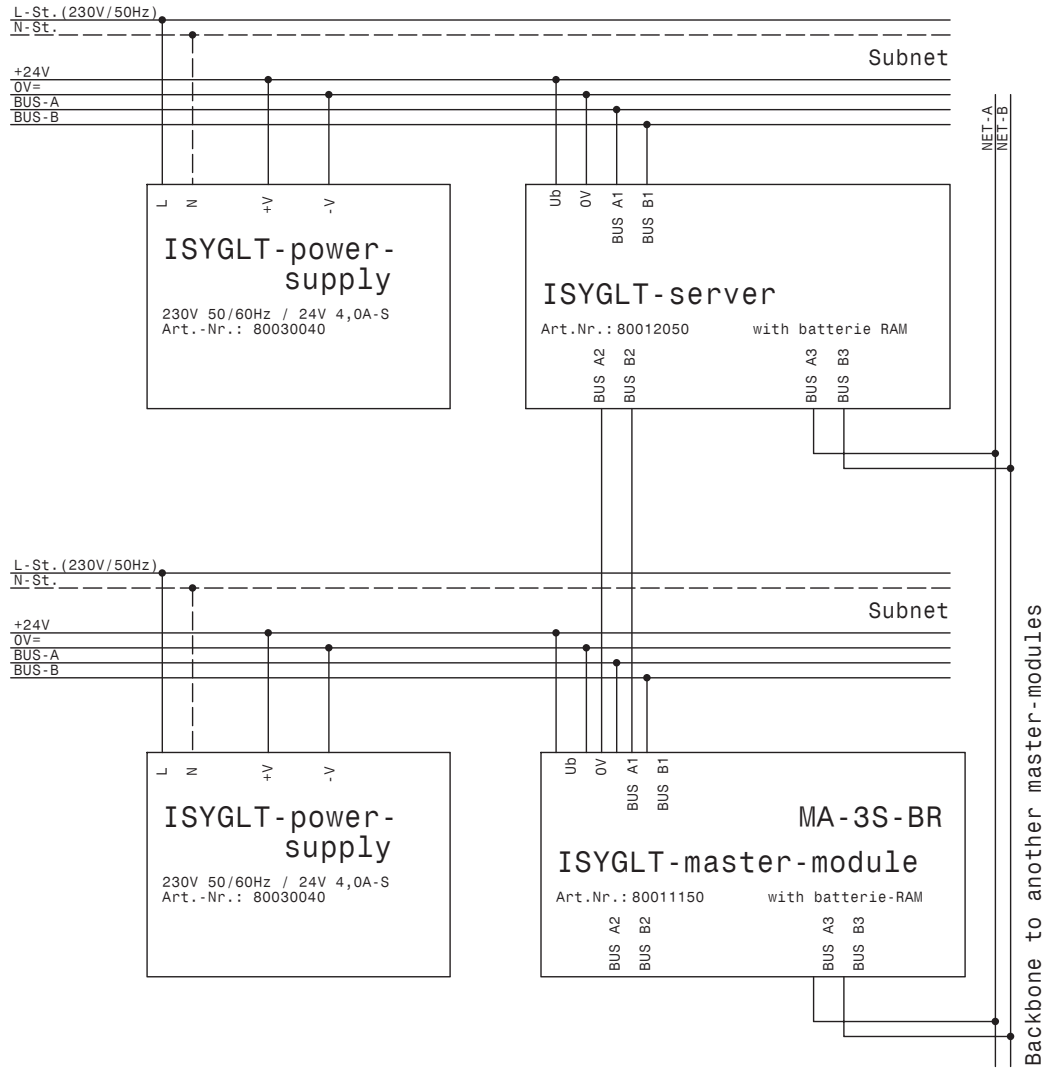 L-St.(230V/50Hz)
N-St.
Subnet
+24V
0V=
BUS-A
BUS-B
NET-A
NET-B
L
N
+V
-V
Ub
0V
BUS A1
BUS B1
ISYGLT-power-
supply
230V 50/60Hz / 24V 4,0A-S
Art.-Nr.: 80030040
ISYGLT-server
Art.Nr.:80012050
with batterie RAM
BUS A2
BUS B2
BUS A3
BUS B3
L-St.(230V/50Hz)
N-St.
Subnet
+24V
0V=
BUS-A
BUS-B
L
N
+V
-V
Ub
0V
BUS A1
BUS B1
ISYGLT-power-
supply
230V 50/60Hz / 24V 4,0A-S
Art.-Nr.: 80030040
MA-3S-BR
ISYGLT-master-module
Art.Nr.:80011150
with batterie-RAM
BUS A2
BUS B2
BUS A3
BUS B3
Backbone to another master-modules